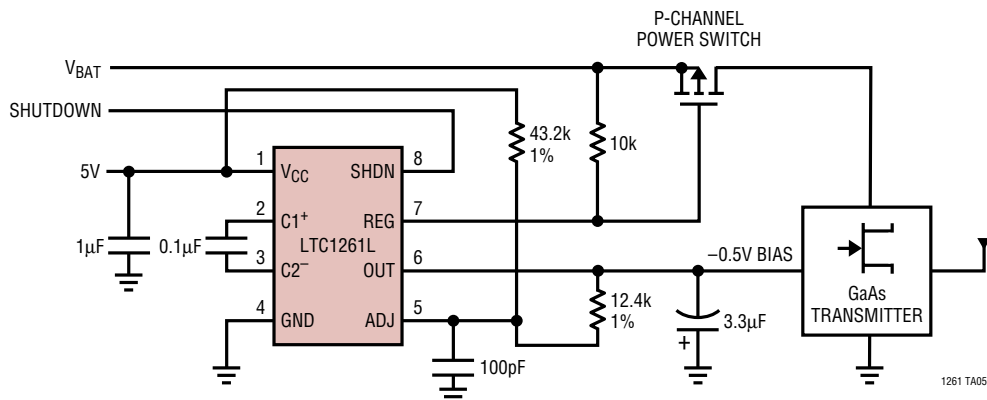 P-CHANNEL
POWER SWITCH
VBAT
SHUTDOWN
43.2k
1%
10k
5V
1 VCC SHDN 8
2 C1+ REG 7
LTC1261L
3 C2– OUT 6
4 GND ADJ 5
1µF
0.1µF
–0.5V BIAS
12.4k
1%
3.3µF
+
100pF
GaAs
TRANSMITTER
1261 TA05